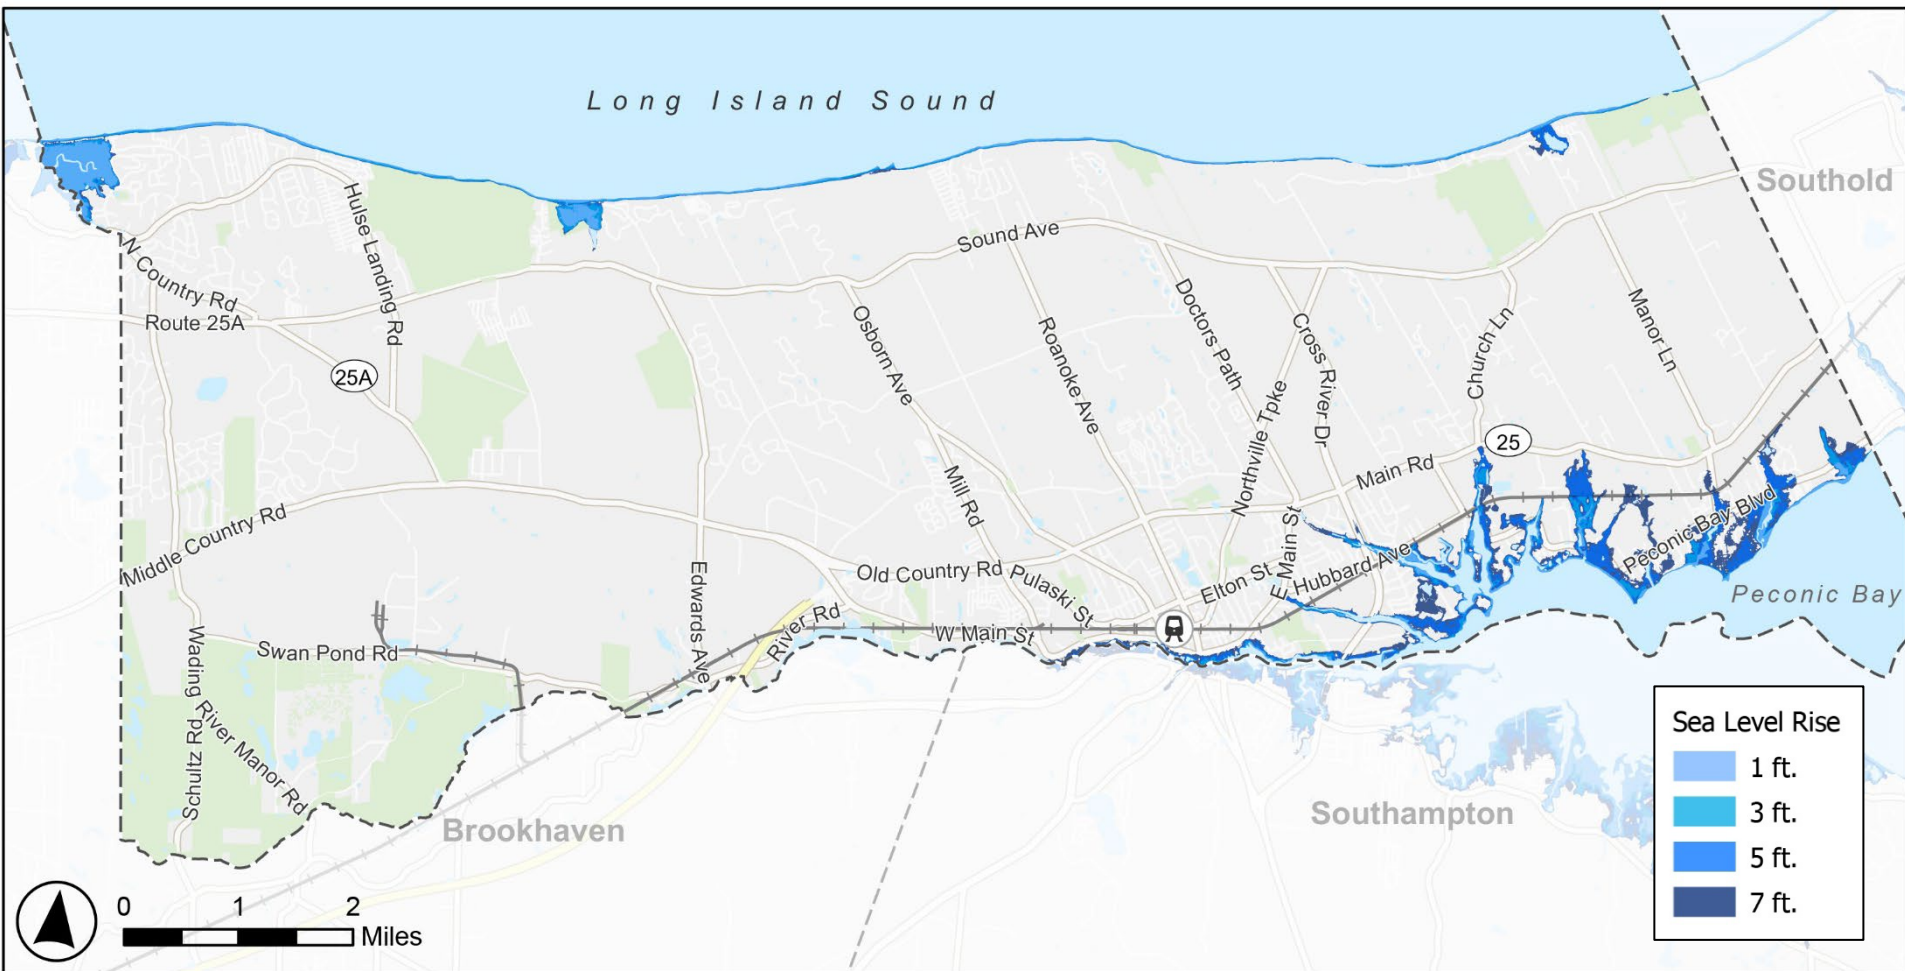 Long Island Sound
Southold
Sound Ave
N Country Rd
Hulse Landing Rd
Route 25A
25A
Osborn Ave
Roanoke Ave
Doctors Path
Cross River Dr
Northville Tpke
Church Ln
Manor Ln
25
Main Rd
Mill Rd
Middle Country Rd
Edwards Ave
Old Country Rd
Pulaski St
Elton St
E Main St
Hubbard Ave
Peconic Bay Blvd
Peconic Bay
River Rd
W Main St
Swan Pond Rd
Wading River Manor Rd
Schultz Rd
Brookhaven
Southampton
Sea Level Rise
1 ft.
3 ft.
5 ft.
7 ft.
0 1 2
Miles